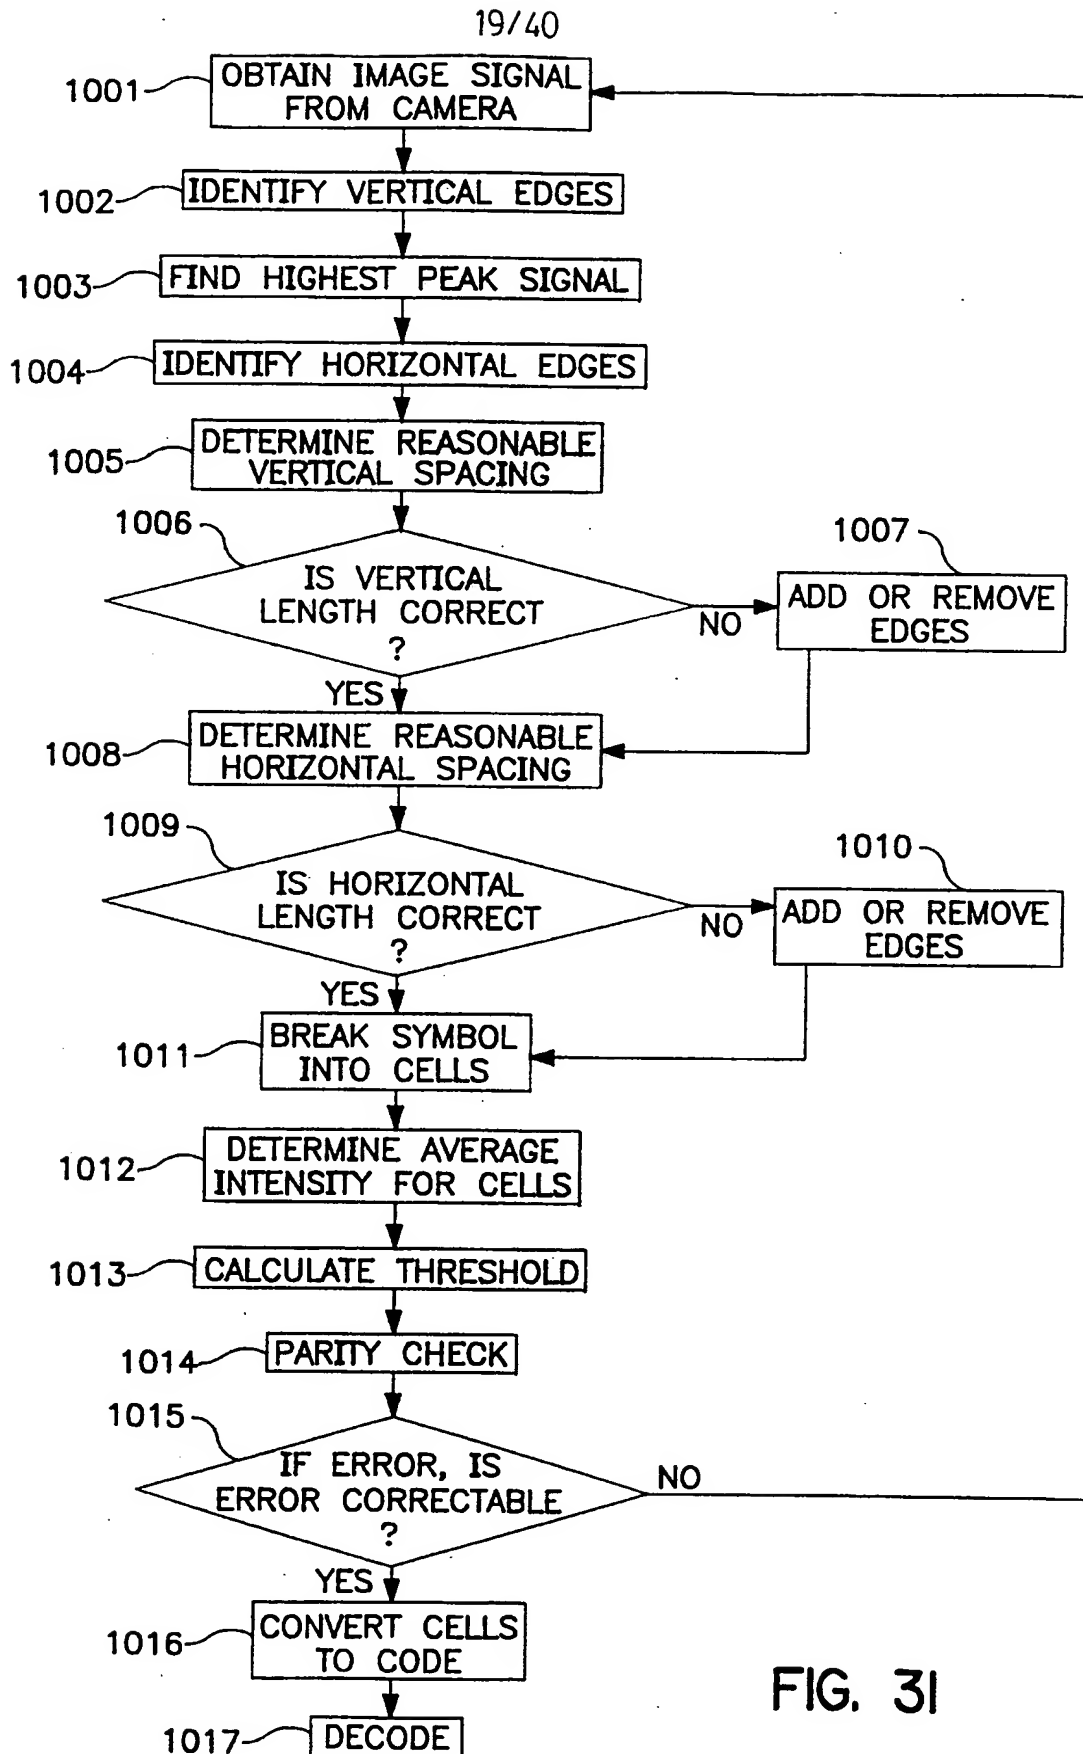 19/40
1001
OBTAIN IMAGE SIGNAL
FROM CAMERA
1002
IDENTIFY VERTICAL EDGES
1003
FIND HIGHEST PEAK SIGNAL
1004
IDENTIFY HORIZONTAL EDGES
1005
DETERMINE REASONABLE
VERTICAL SPACING
1006
IS VERTICAL
LENGTH CORRECT
?
NO
1007
ADD OR REMOVE
EDGES
YES
1008
DETERMINE REASONABLE
HORIZONTAL SPACING
1009
IS HORIZONTAL
LENGTH CORRECT
?
NO
1010
ADD OR REMOVE
EDGES
YES
1011
BREAK SYMBOL
INTO CELLS
1012
DETERMINE AVERAGE
INTENSITY FOR CELLS
1013
CALCULATE THRESHOLD
1014
PARITY CHECK
1015
IF ERROR, IS
ERROR CORRECTABLE
?
NO
YES
1016
CONVERT CELLS
TO CODE
1017
DECODE
FIG. 31